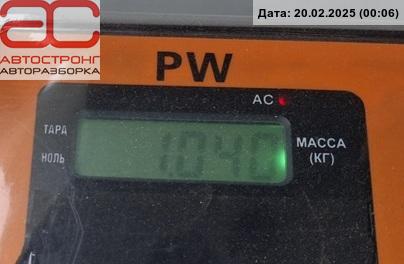 Дата: 20.02.2025 (00:06)
АС
АВТОСТРОНГ
АВТОРАЗБОРКА
PW
AC
ТАРА
НОЛЬ
1.040
МАССА
(КГ)